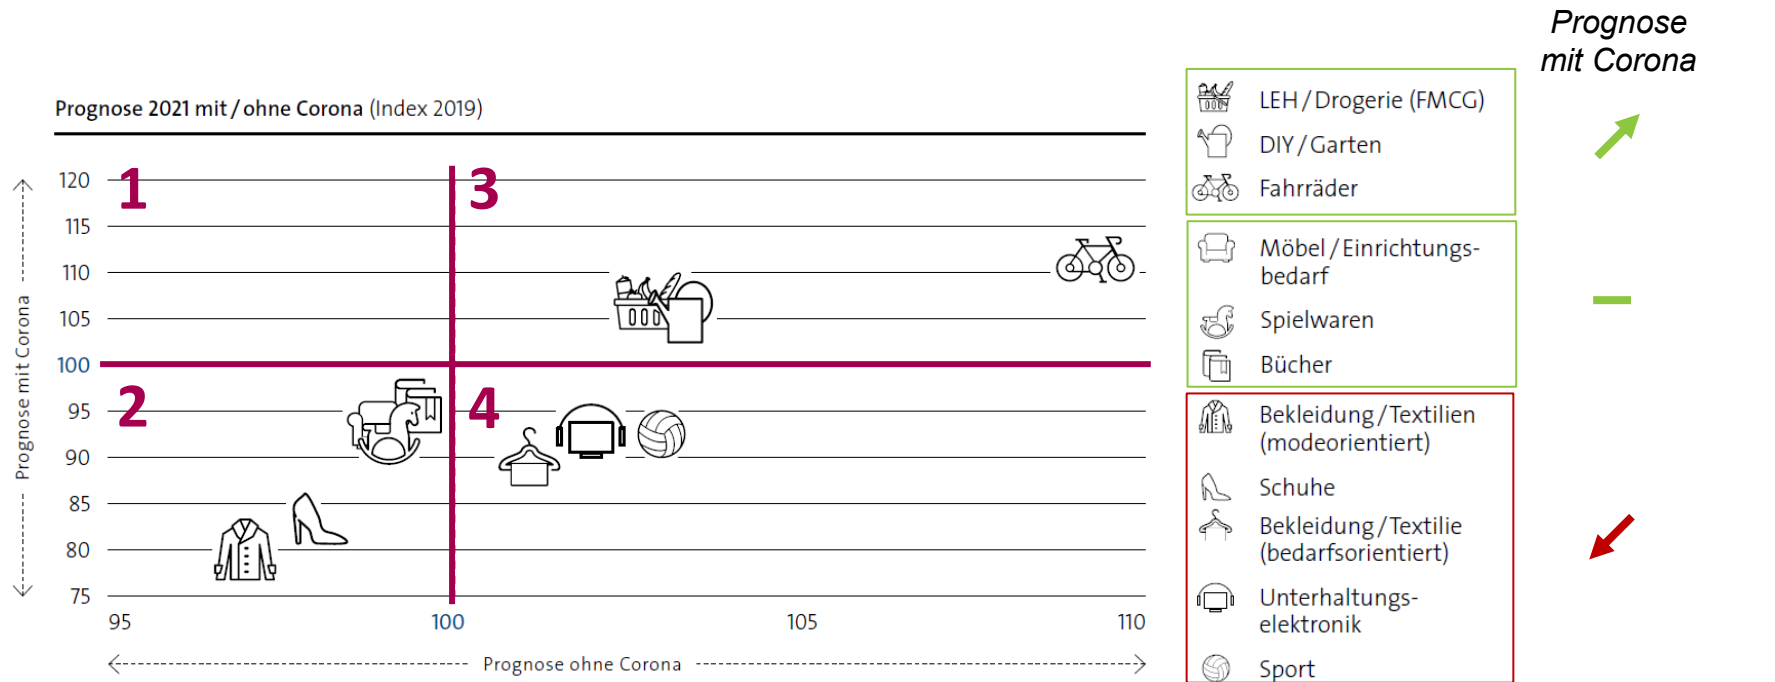 Prognose
mit Corona
Prognose 2021 mit / ohne Corona (Index 2019)
Prognose mit Corona
120
115
110
105
100
95
90
85
80
75
1
3
2
4
95
100
105
110
Prognose ohne Corona
LEH / Drogerie (FMCG)
DIY / Garten
Fahrräder
Möbel / Einrichtungs-
bedarf
Spielwaren
Bücher
Bekleidung / Textilien
(modeorientiert)
Schuhe
Bekleidung / Textilie
(bedarfsorientiert)
Unterhaltungs-
elektronik
Sport